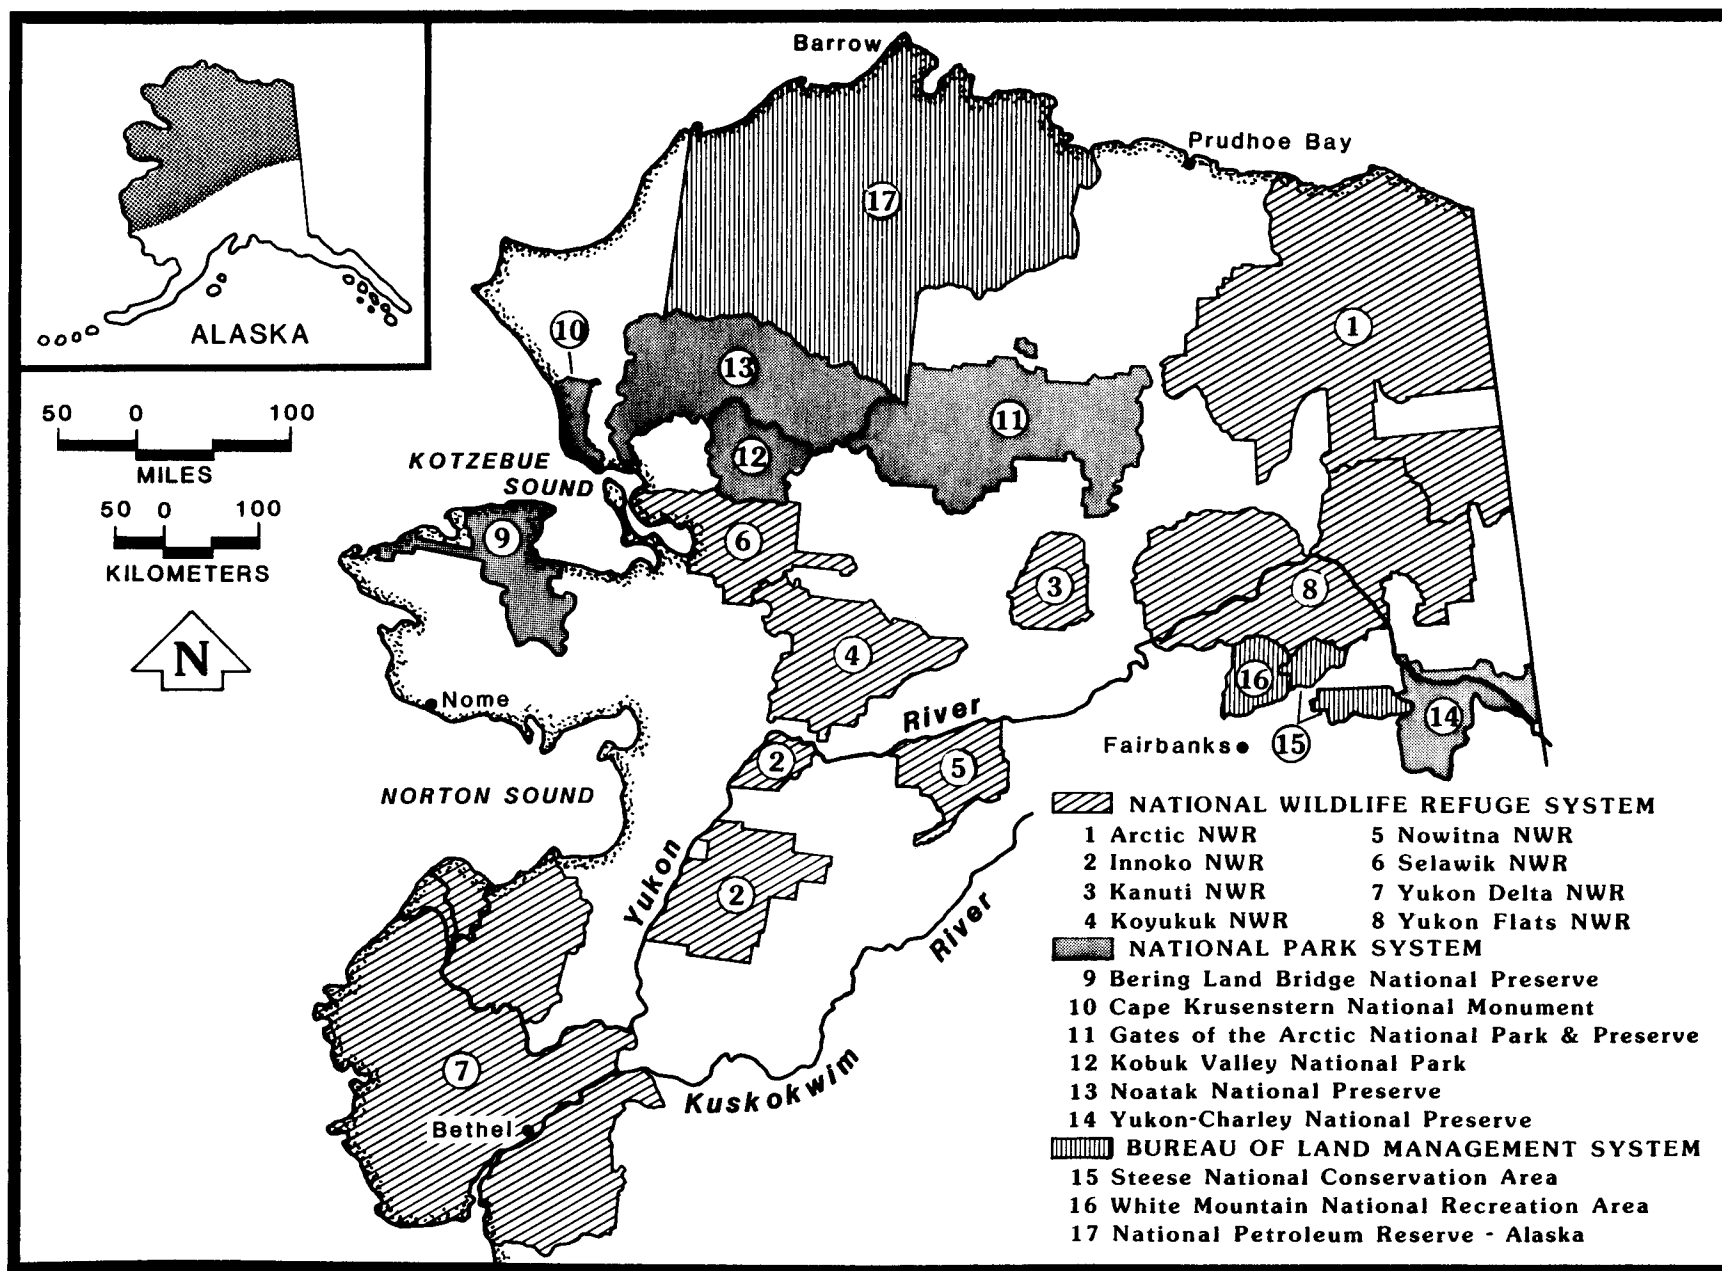 Barrow
Prudhoe Bay
ALASKA
17
1
10
13
11
12
50 0 100
MILES
50 0 100
KILOMETERS
KOTZEBUE
SOUND
9
6
3
8
N
4
16
Nome
River
14
Fairbanks
15
2
5
NORTON SOUND
Yukon
2
River
7
Kuskokwim
Bethel
NATIONAL WILDLIFE REFUGE SYSTEM
1 Arctic NWR 5 Nowitna NWR
2 Innoko NWR 6 Selawik NWR
3 Kanuti NWR 7 Yukon Delta NWR
4 Koyukuk NWR 8 Yukon Flats NWR
NATIONAL PARK SYSTEM
9 Bering Land Bridge National Preserve
10 Cape Krusenstern National Monument
11 Gates of the Arctic National Park & Preserve
12 Kobuk Valley National Park
13 Noatak National Preserve
14 Yukon-Charley National Preserve
BUREAU OF LAND MANAGEMENT SYSTEM
15 Steese National Conservation Area
16 White Mountain National Recreation Area
17 National Petroleum Reserve - Alaska